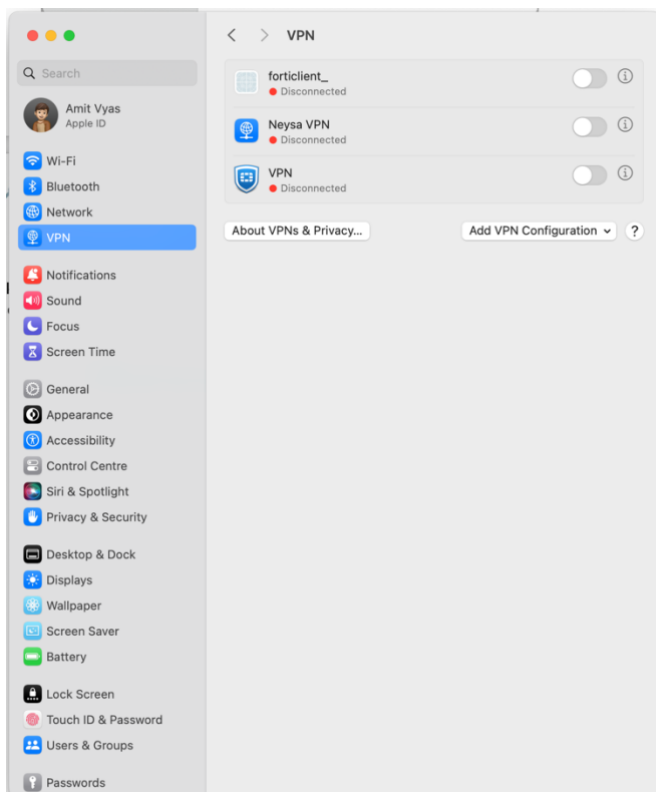 Search
Amit Vyas
Apple ID
Wi-Fi
Bluetooth
Network
VPN
Notifications
Sound
Focus
Screen Time
General
Appearance
Accessibility
Control Centre
Siri & Spotlight
Privacy & Security
Desktop & Dock
Displays
Wallpaper
Screen Saver
Battery
Lock Screen
Touch ID & Password
Users & Groups
Passwords
VPN
forticlient_
Disconnected
Neysa VPN
Disconnected
VPN
Disconnected
About VPNs & Privacy...
Add VPN Configuration
?